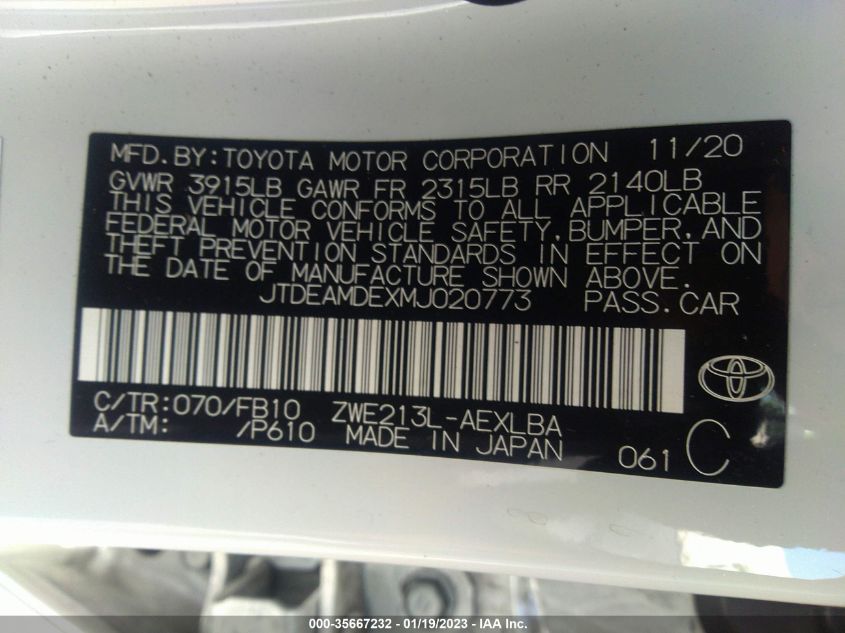 MFD.BY:TOYOTA MOTOR CORPORATION 11/20
GVWR 3915LB GAWR FR 2315LB RR 2140LB
THIS VEHICLE CONFORMS TO ALL APPLICABLE
FEDERAL MOTOR VEHICLE SAFETY,BUMPER,AND
THEFT PREVENTION STANDARDS IN EFFECT ON
THE DATE OF MANUFACTURE SHOWN ABOVE.
JTDEAMDEXMJ020773 PASS.CAR
C/TR:070/FB10 ZWE213L-AEXLBA
A/TM: /P610 MADE IN JAPAN 061 C
000-35667232 - 01/19/2023 - IAA Inc.